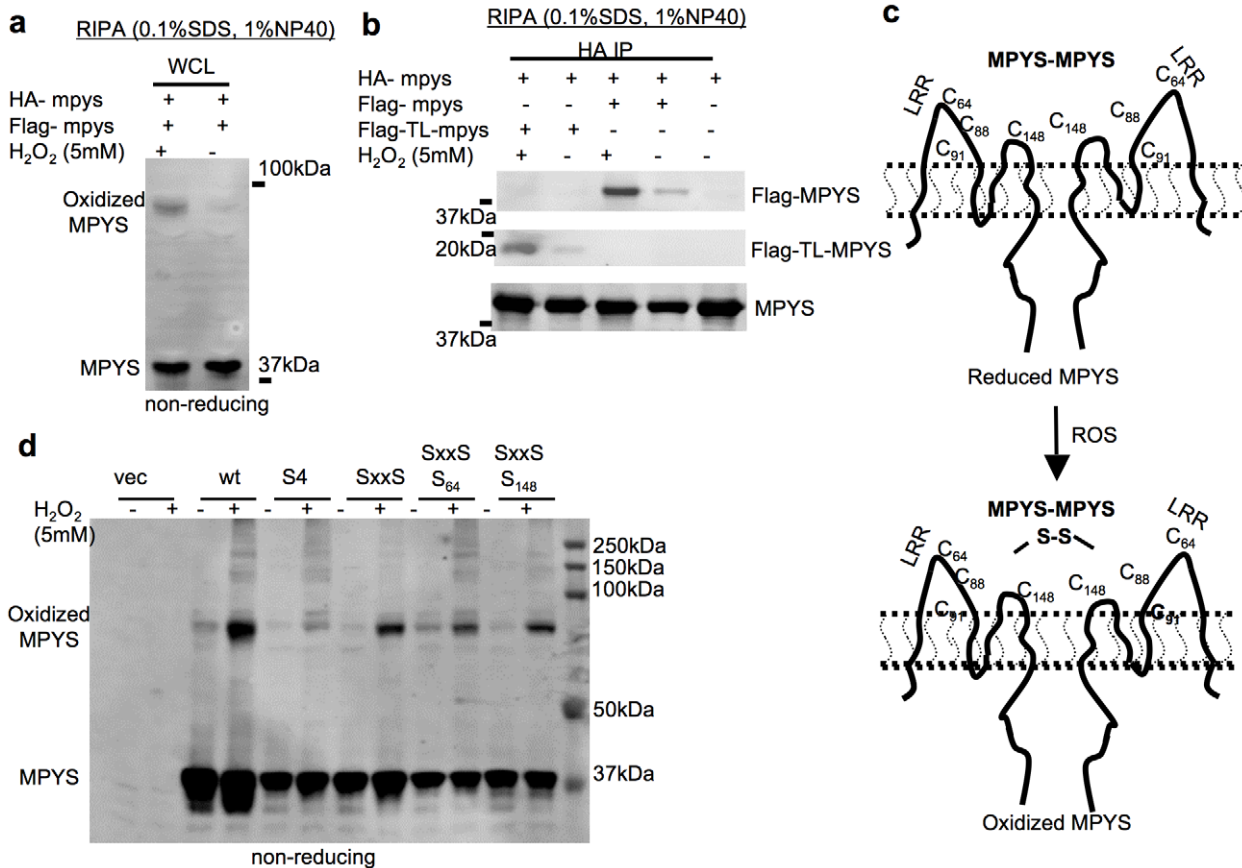 a
RIPA (0.1%SDS, 1%NP40)
WCL
HA- mpys + +
Flag- mpys + +
H2O2 (5mM) + -
100kDa
Oxidized
MPYS
MPYS
37kDa
non-reducing
b
RIPA (0.1%SDS, 1%NP40)
HA IP
HA- mpys + + + + +
Flag- mpys - - + + -
Flag-TL-mpys + + - - -
H2O2 (5mM) + - + - -
Flag-MPYS
37kDa
20kDa
Flag-TL-MPYS
MPYS
37kDa
c
MPYS-MPYS
LRR C64 C88 C91 C148 C148 C88 C91 C64 LRR
Reduced MPYS
ROS
MPYS-MPYS
S-S
LRR C64 C88 C91 C148 C148 C88 C91 C64 LRR
Oxidized MPYS
d
SxxS SxxS
vec wt S4 SxxS S64 S148
H2O2 - + - + - + - + - + - +
(5mM)
250kDa
150kDa
100kDa
Oxidized
MPYS
50kDa
MPYS
37kDa
non-reducing